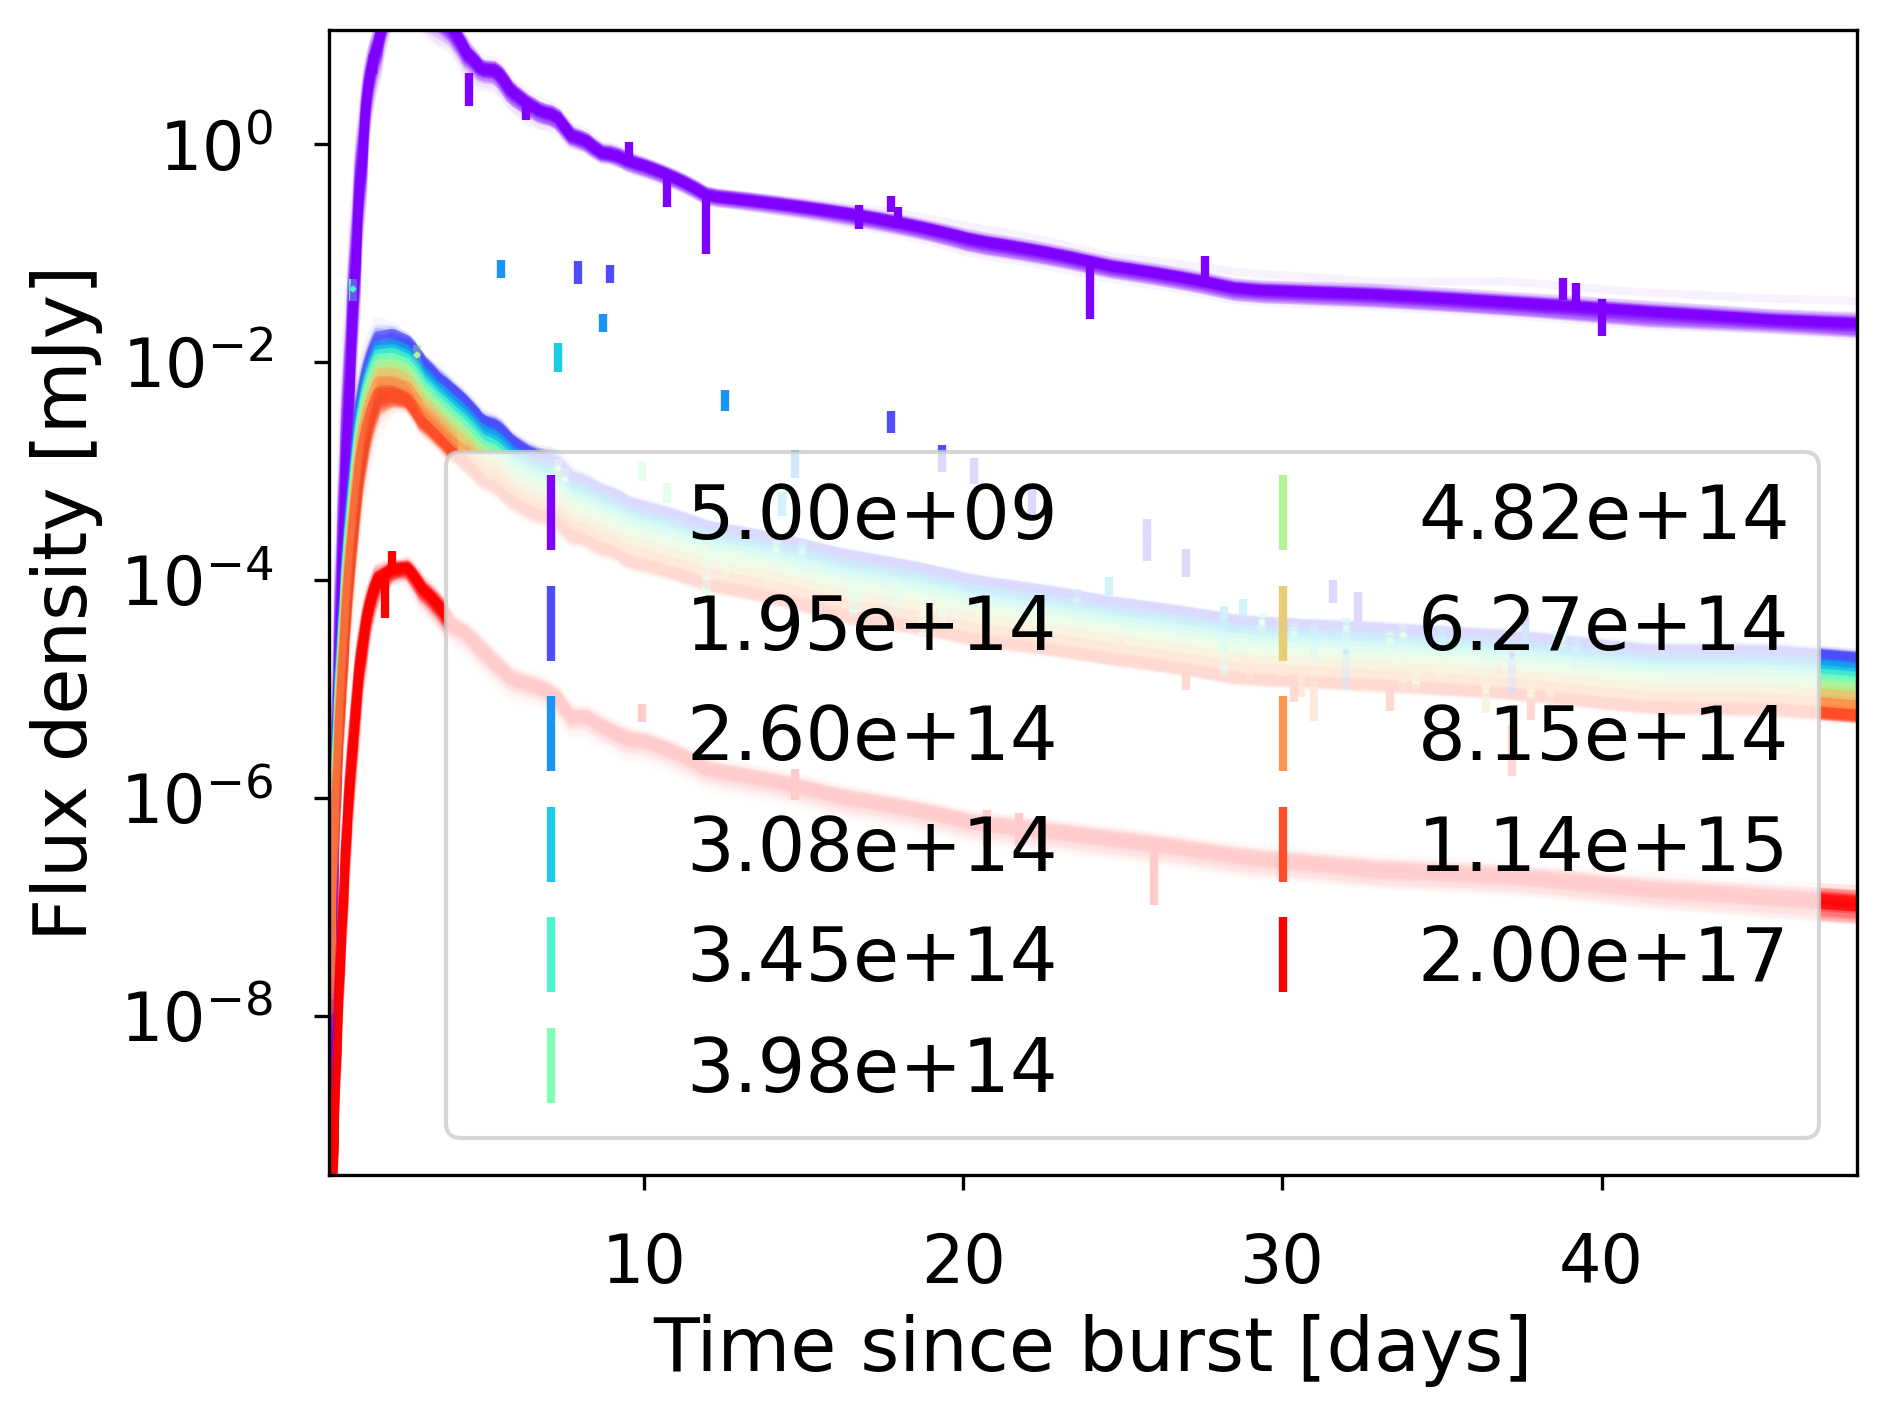 Flux density [mJy]
10⁰
10⁻²
10⁻⁴
10⁻⁶
10⁻⁸
5.00e+09
1.95e+14
2.60e+14
3.08e+14
3.45e+14
3.98e+14
4.82e+14
6.27e+14
8.15e+14
1.14e+15
2.00e+17
10 20 30 40
Time since burst [days]